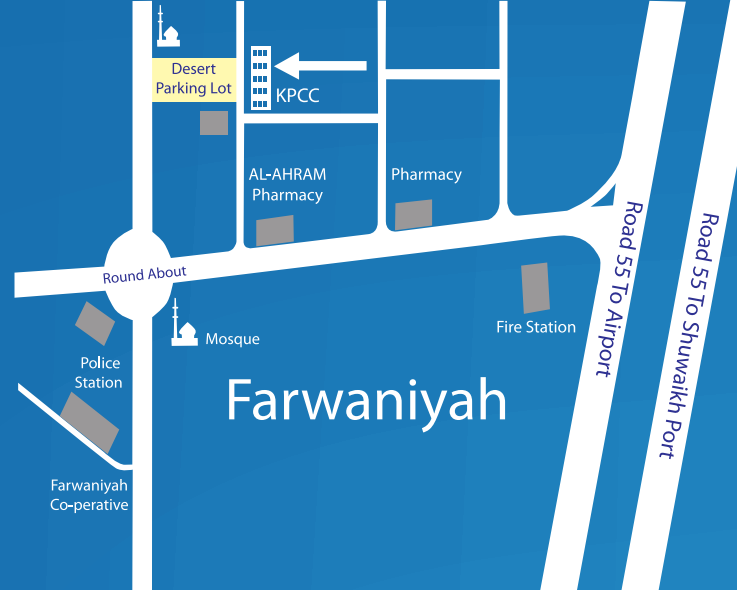 Desert
Parking Lot
KPCC
AL-AHRAM
Pharmacy
Pharmacy
Round About
Road 55 To Airport
Road 55 To Shuwaikh Port
Fire Station
Mosque
Police
Station
Farwaniyah
Farwaniyah
Co-perative